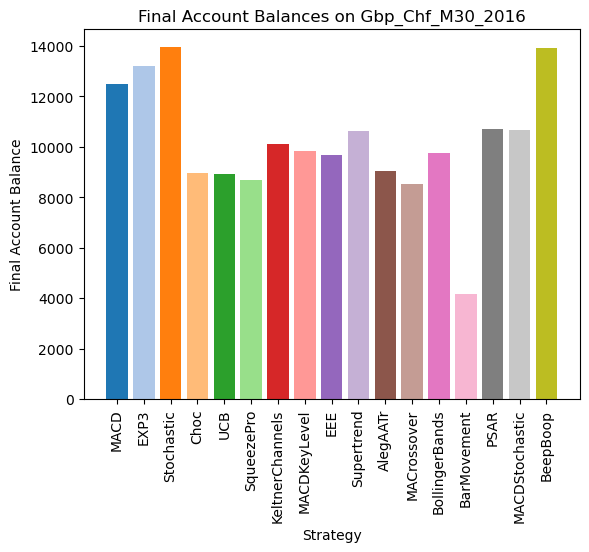 Final Account Balances on Gbp_Chf_M30_2016
Final Account Balance
14000
12000
10000
8000
6000
4000
2000
0
MACD
EXP3
Stochastic
Choc
UCB
SqueezePro
KeltnerChannels
MACDKeyLevel
EEE
Supertrend
AlegAATr
MACrossover
BollingerBands
BarMovement
PSAR
MACDStochastic
BeepBoop
Strategy